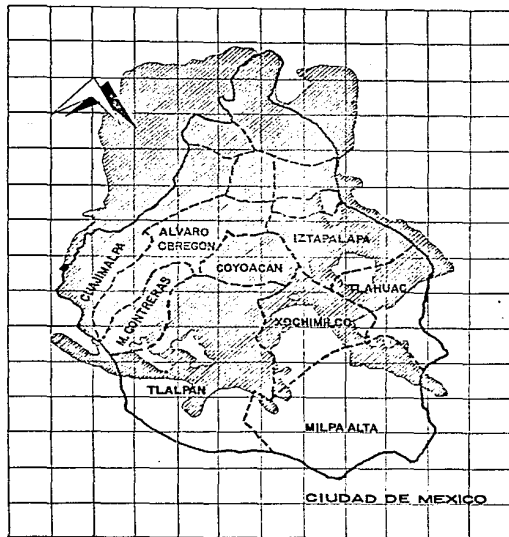 ALVARO
OBREGON
IZTAPALAPA
CUAJIMALPA
COYOACAN
TLAHUAC
M. CONTRERAS
XOCHIMILCO
TLALPAN
MILPA ALTA
CIUDAD DE MEXICO